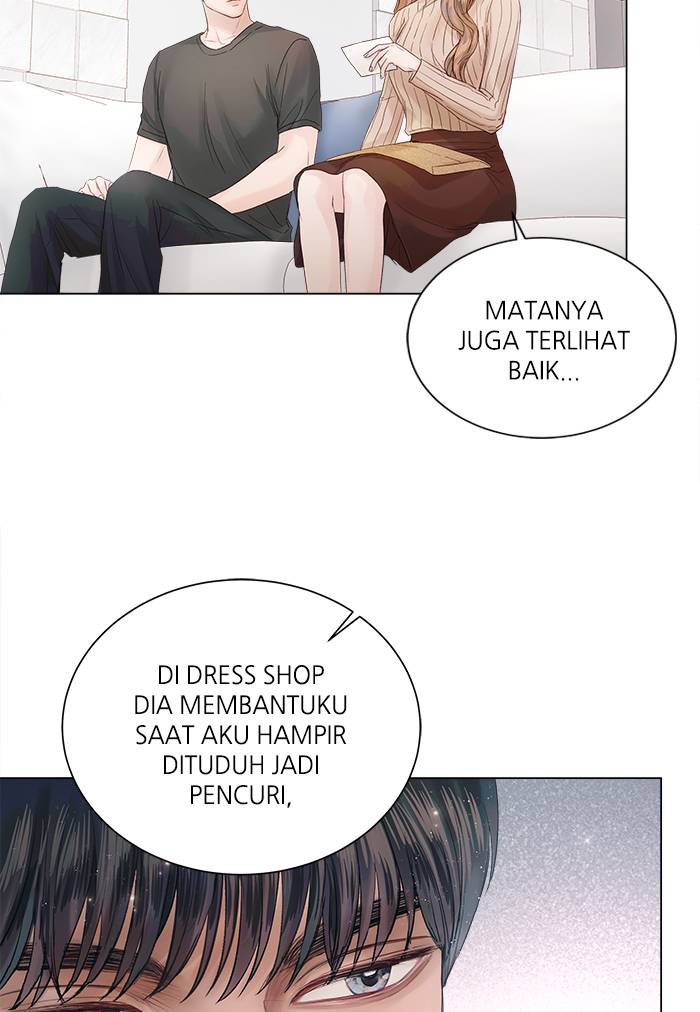 MATANYA
JUGA TERLIHAT
BAIK...
DI DRESS SHOP
DIA MEMBANTUKU
SAAT AKU HAMPIR
DITUDUH JADI
PENCURI,